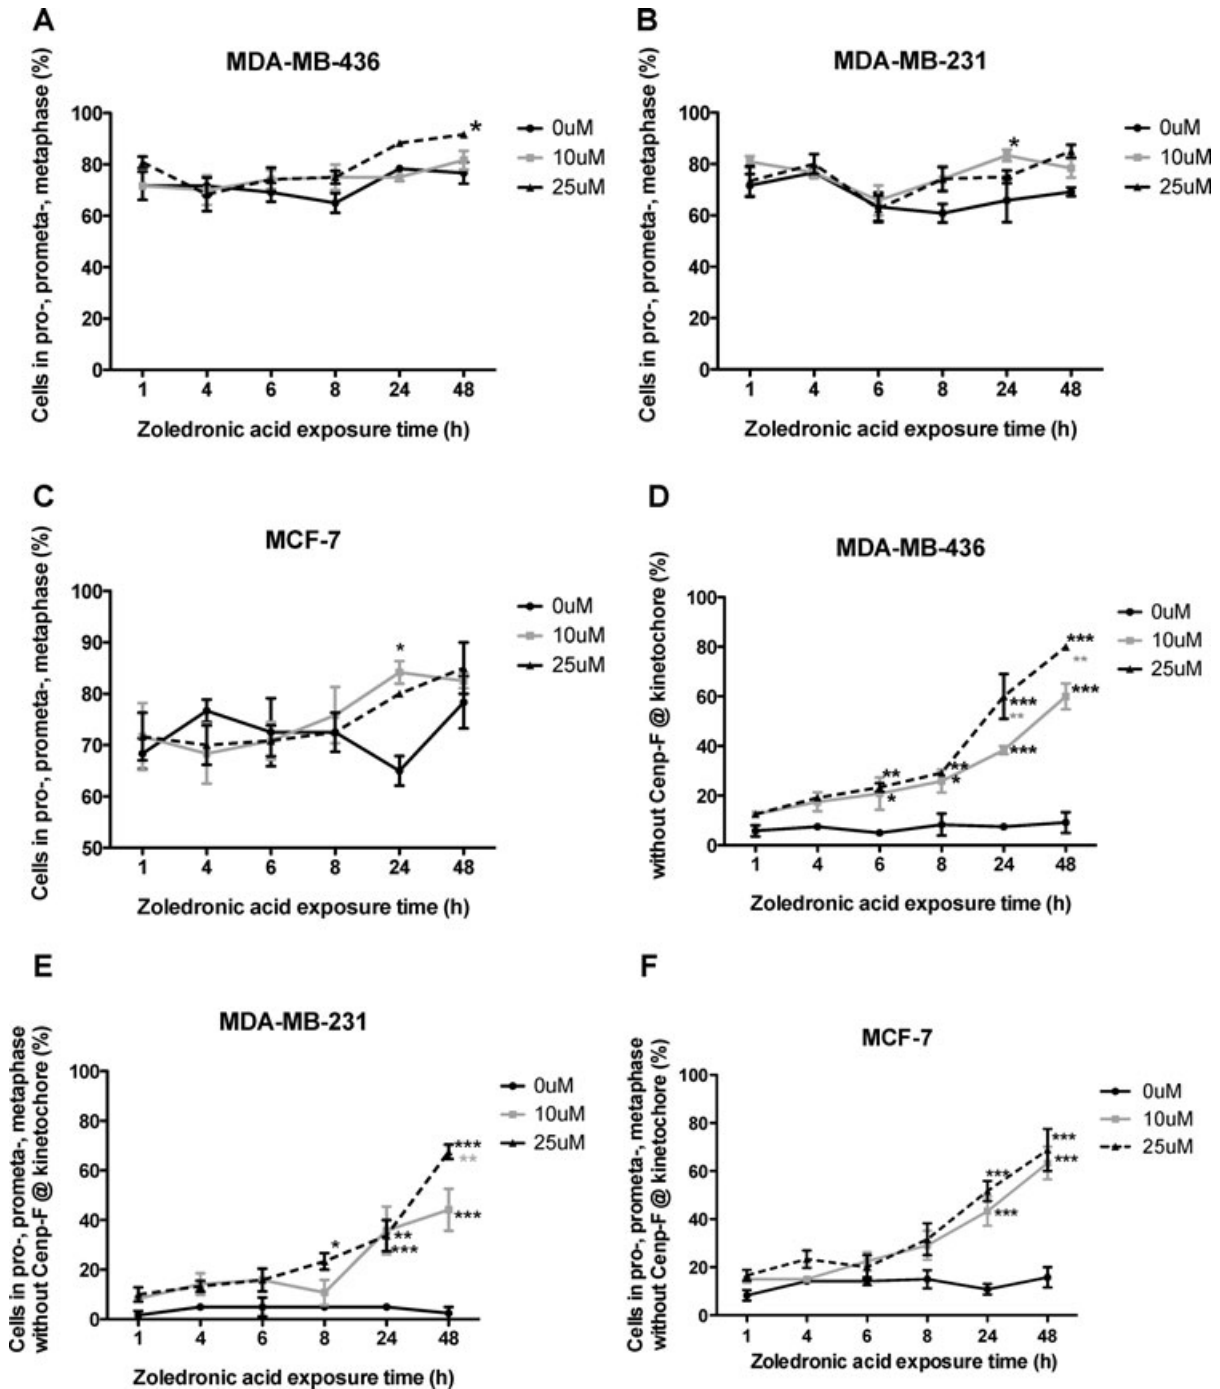 A
MDA-MB-436
Cells in pro-, prometa-, metaphase (%)
100
80
60
40
20
0
1 4 6 8 24 48
Zoledronic acid exposure time (h)
*
0uM
10uM
25uM
B
MDA-MB-231
Cells in pro-, prometa-, metaphase (%)
100
80
60
40
20
0
1 4 6 8 24 48
Zoledronic acid exposure time (h)
*
0uM
10uM
25uM
C
MCF-7
Cells in pro-, prometa-, metaphase (%)
100
90
80
70
60
50
1 4 6 8 24 48
Zoledronic acid exposure time (h)
*
0uM
10uM
25uM
D
MDA-MB-436
without Cenp-F @ kinetochore (%)
100
80
60
40
20
0
1 4 6 8 24 48
Zoledronic acid exposure time (h)
**
*
**
*
***
**
***
***
**
***
0uM
10uM
25uM
E
MDA-MB-231
Cells in pro-, prometa-, metaphase
without Cenp-F @ kinetochore (%)
100
80
60
40
20
0
1 4 6 8 24 48
Zoledronic acid exposure time (h)
*
**
***
***
**
***
0uM
10uM
25uM
F
MCF-7
Cells in pro-, prometa-, metaphase
without Cenp-F @ kinetochore (%)
100
80
60
40
20
0
1 4 6 8 24 48
Zoledronic acid exposure time (h)
***
***
***
***
0uM
10uM
25uM